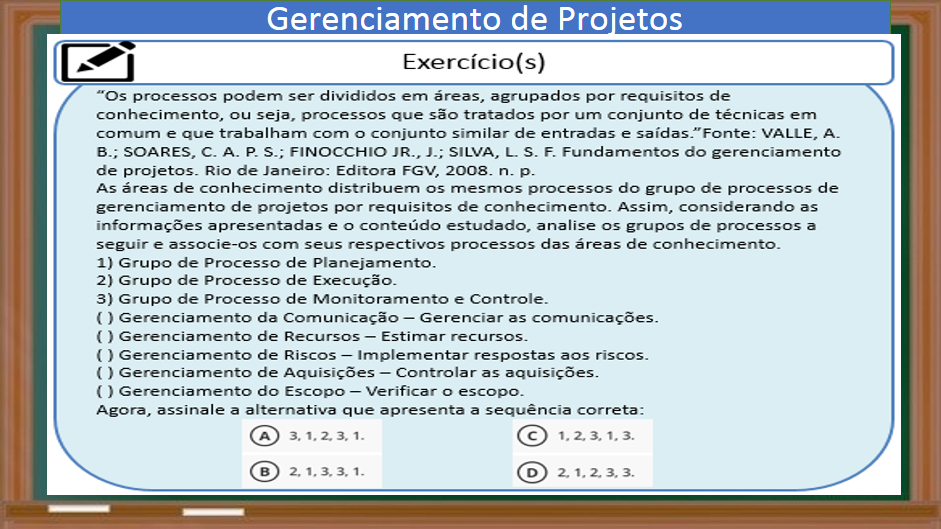 Gerenciamento de Projetos
Exercício(s)
“Os processos podem ser divididos em áreas, agrupados por requisitos de
conhecimento, ou seja, processos que são tratados por um conjunto de técnicas em
comum e que trabalham com o conjunto similar de entradas e saídas.”Fonte: VALLE, A.
B.; SOARES, C. A. P. S.; FINOCCHIO JR., J.; SILVA, L. S. F. Fundamentos do gerenciamento
de projetos. Rio de Janeiro: Editora FGV, 2008. n. p.
As áreas de conhecimento distribuem os mesmos processos do grupo de processos de
gerenciamento de projetos por requisitos de conhecimento. Assim, considerando as
informações apresentadas e o conteúdo estudado, analise os grupos de processos a
seguir e associe-os com seus respectivos processos das áreas de conhecimento.
1) Grupo de Processo de Planejamento.
2) Grupo de Processo de Execução.
3) Grupo de Processo de Monitoramento e Controle.
( ) Gerenciamento da Comunicação – Gerenciar as comunicações.
( ) Gerenciamento de Recursos – Estimar recursos.
( ) Gerenciamento de Riscos – Implementar respostas aos riscos.
( ) Gerenciamento de Aquisições – Controlar as aquisições.
( ) Gerenciamento do Escopo – Verificar o escopo.
Agora, assinale a alternativa que apresenta a sequência correta:
A 3, 1, 2, 3, 1.
B 2, 1, 3, 3, 1.
C 1, 2, 3, 1, 3.
D 2, 1, 2, 3, 3.